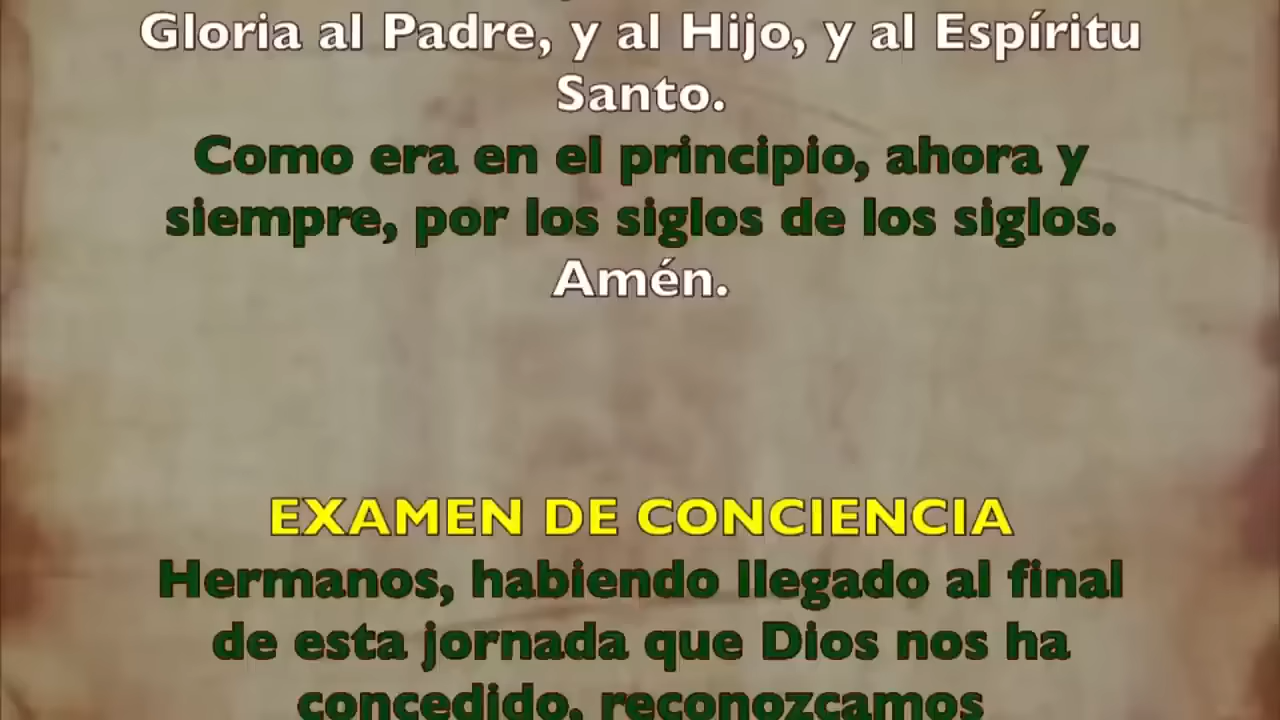 Gloria al Padre, y al Hijo, y al Espíritu
Santo.
Como era en el principio, ahora y
siempre, por los siglos de los siglos.
Amén.
EXAMEN DE CONCIENCIA
Hermanos, habiendo llegado al final
de esta jornada que Dios nos ha
concedido, reconozcamos